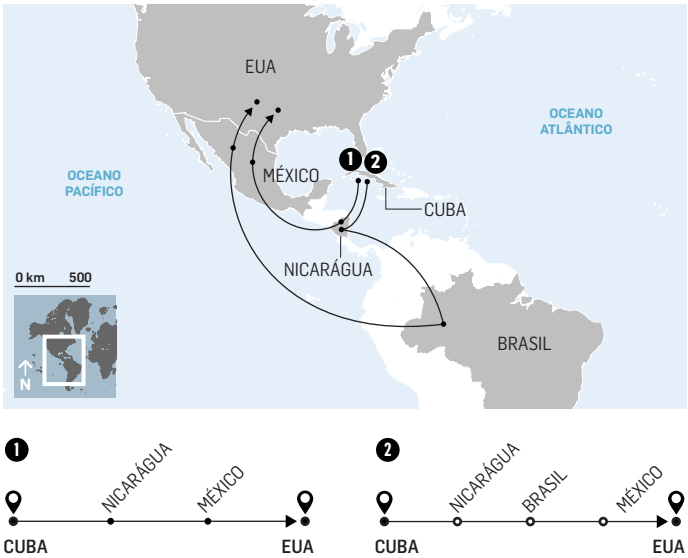 EUA
OCEANO
ATLÂNTICO
1
2
OCEANO
PACÍFICO
MÉXICO
CUBA
NICARÁGUA
0 km 500
BRASIL
N
1
NICARÁGUA
MÉXICO
CUBA
EUA
2
NICARÁGUA
BRASIL
MÉXICO
CUBA
EUA